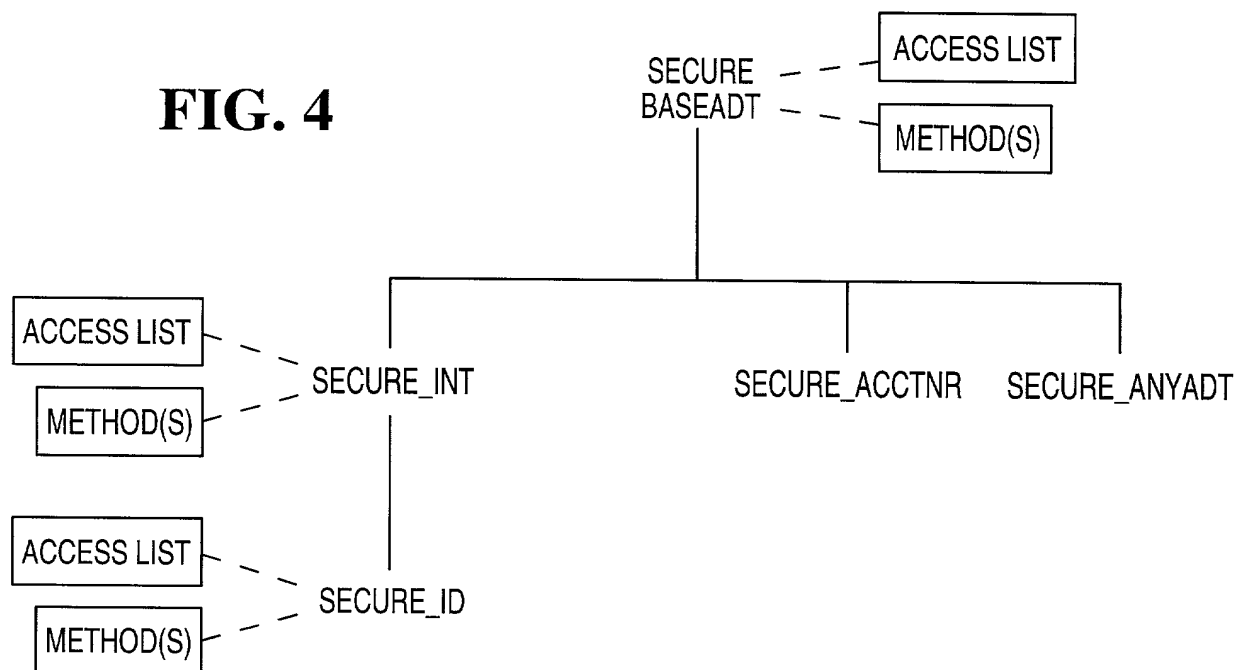 FIG. 4
SECURE
BASEADT
ACCESS LIST
METHOD(S)
ACCESS LIST
METHOD(S)
SECURE_INT
SECURE_ACCTNR
SECURE_ANYADT
ACCESS LIST
METHOD(S)
SECURE_ID